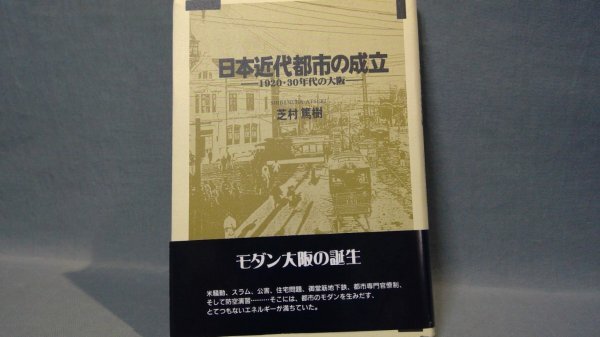 日本近代都市の成立
1920・30年代の大阪
SHIBAMURA ATSUKI
芝村 篤樹
モダン大阪の誕生
米騒動、スラム、公害、住宅問題、御堂筋地下鉄、都市専門官僚制、
そして防空演習………そこには、都市のモダンを生みだす、
とてつもないエネルギーが満ちていた。